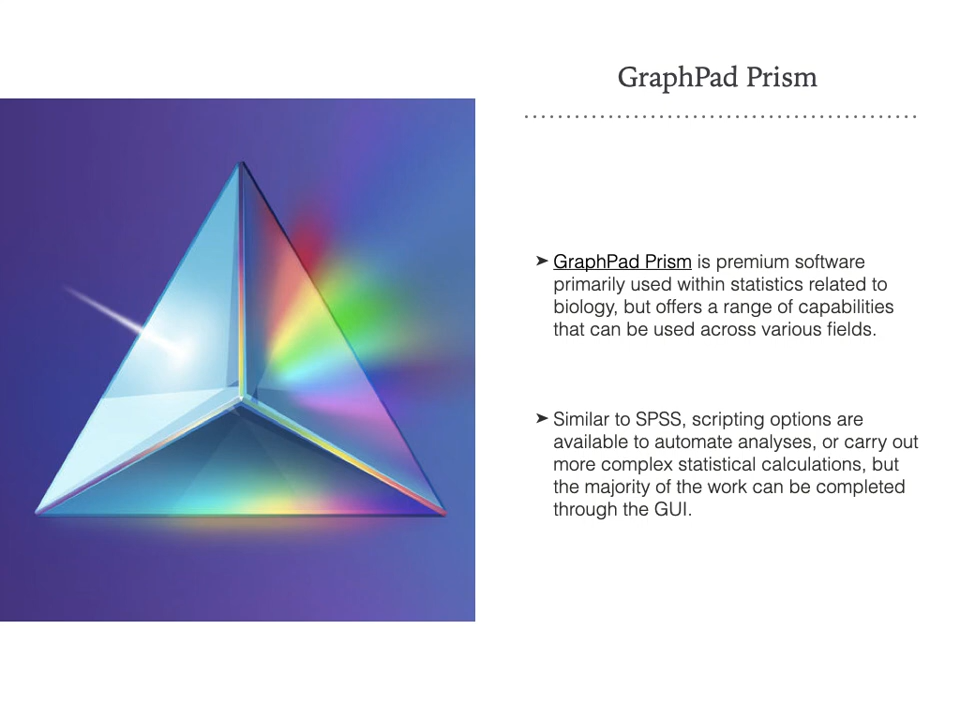 GraphPad Prism
➤ GraphPad Prism is premium software
primarily used within statistics related to
biology, but offers a range of capabilities
that can be used across various fields.
➤ Similar to SPSS, scripting options are
available to automate analyses, or carry out
more complex statistical calculations, but
the majority of the work can be completed
through the GUI.